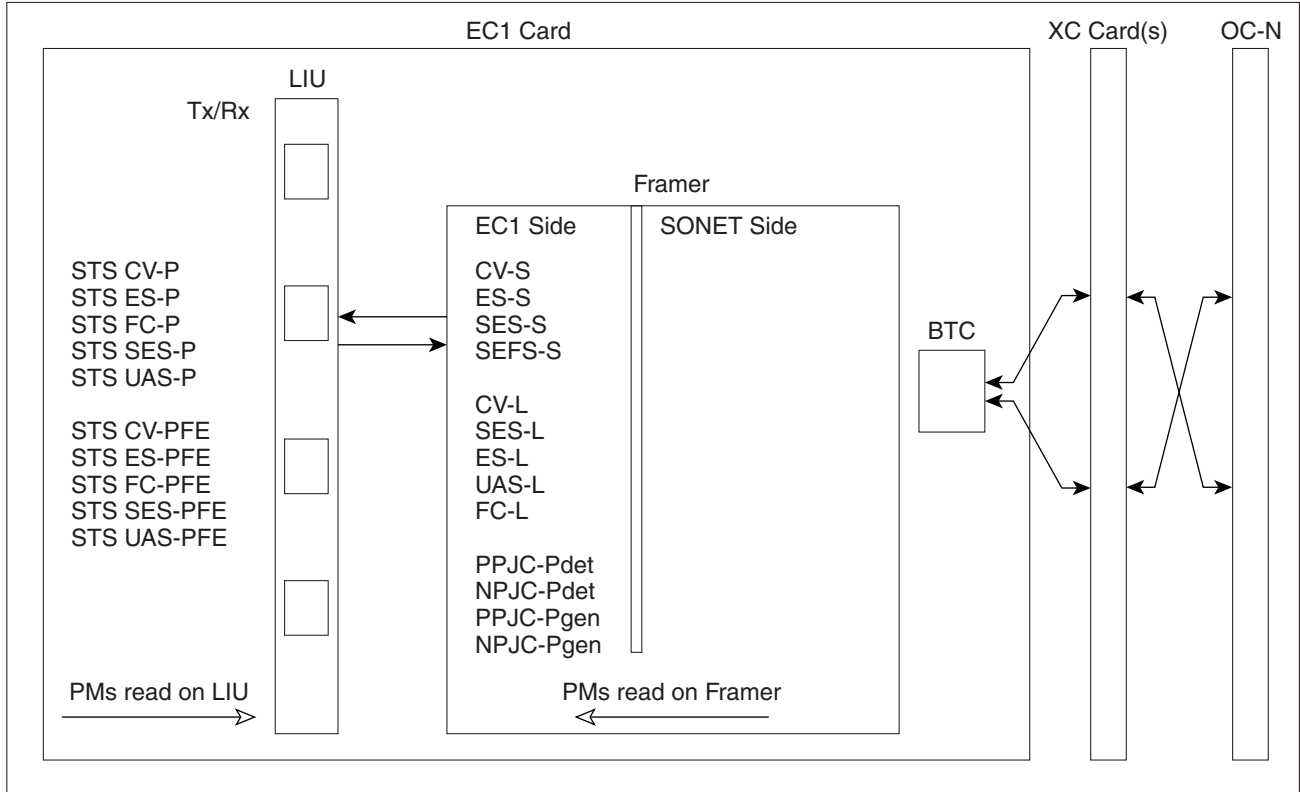 EC1 Card
XC Card(s)
OC-N
LIU
Tx/Rx
STS CV-P
STS ES-P
STS FC-P
STS SES-P
STS UAS-P
STS CV-PFE
STS ES-PFE
STS FC-PFE
STS SES-PFE
STS UAS-PFE
PMs read on LIU
Framer
EC1 Side
CV-S
ES-S
SES-S
SEFS-S
CV-L
SES-L
ES-L
UAS-L
FC-L
PPJC-Pdet
NPJC-Pdet
PPJC-Pgen
NPJC-Pgen
SONET Side
PMs read on Framer
BTC